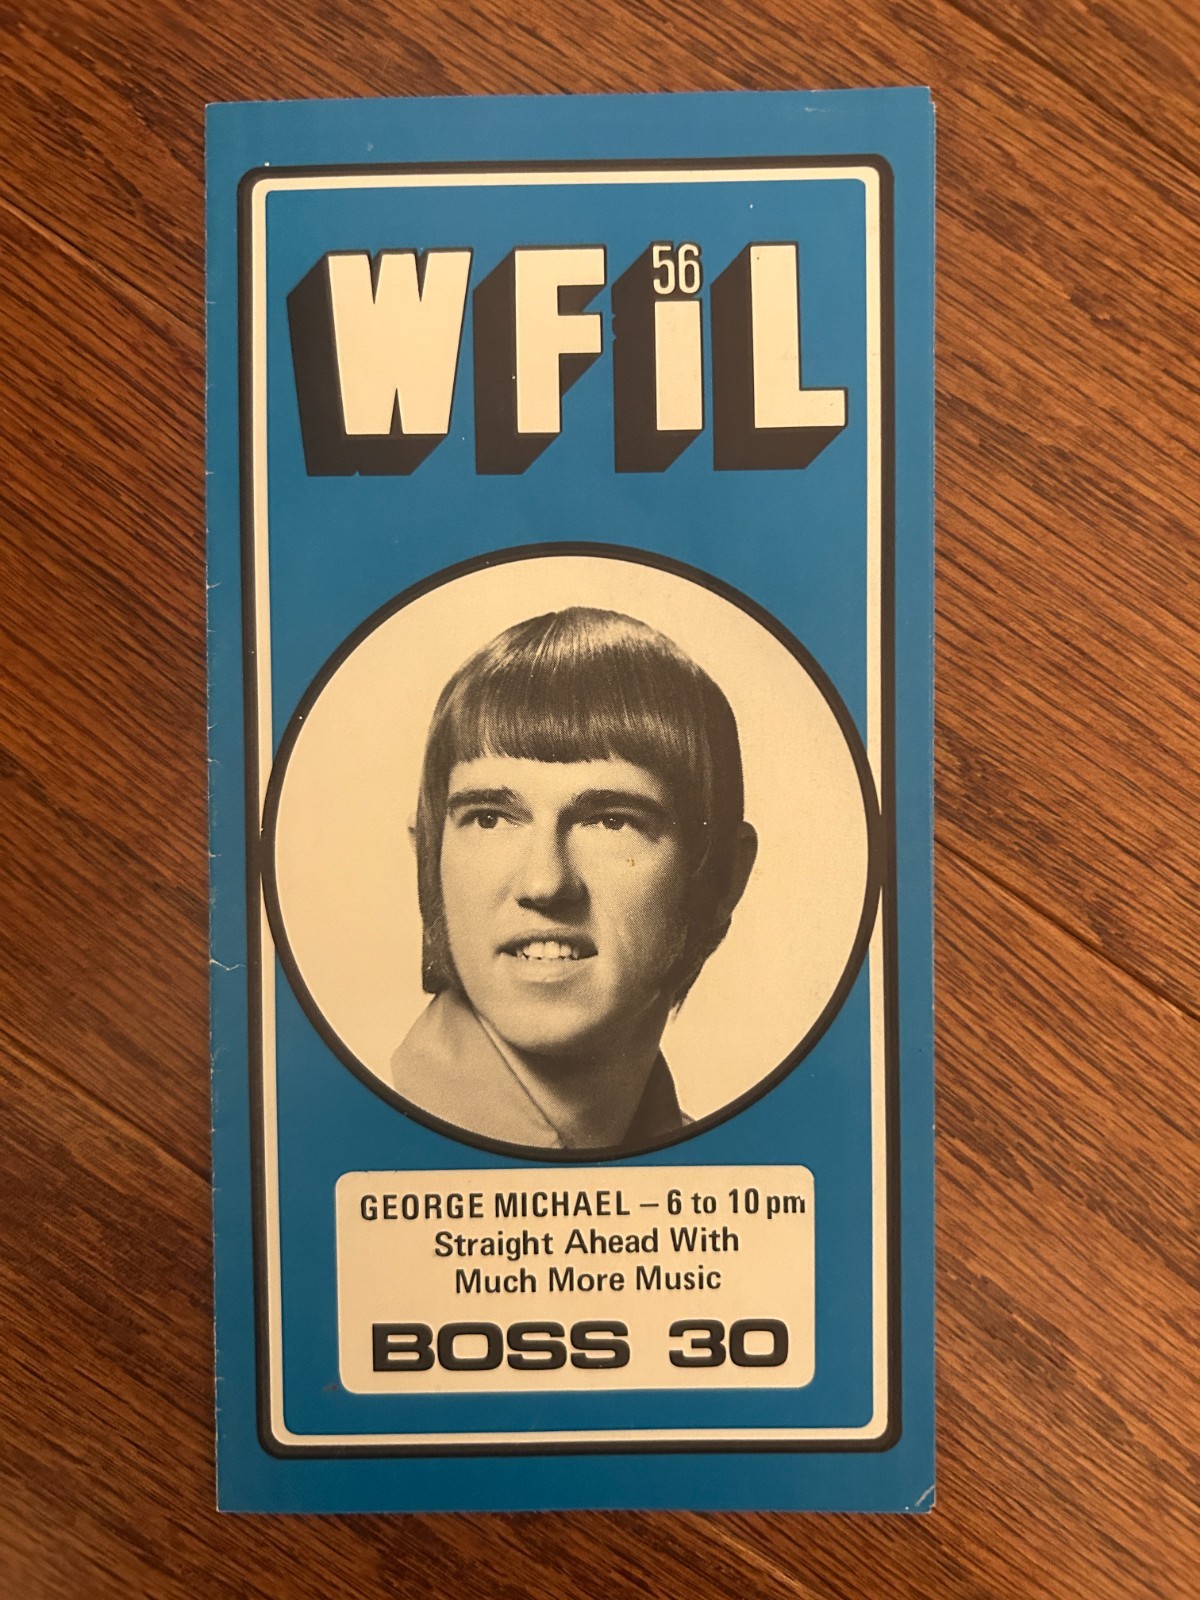 56
WFiL
GEORGE MICHAEL – 6 to 10 pm
Straight Ahead With
Much More Music
BOSS 30